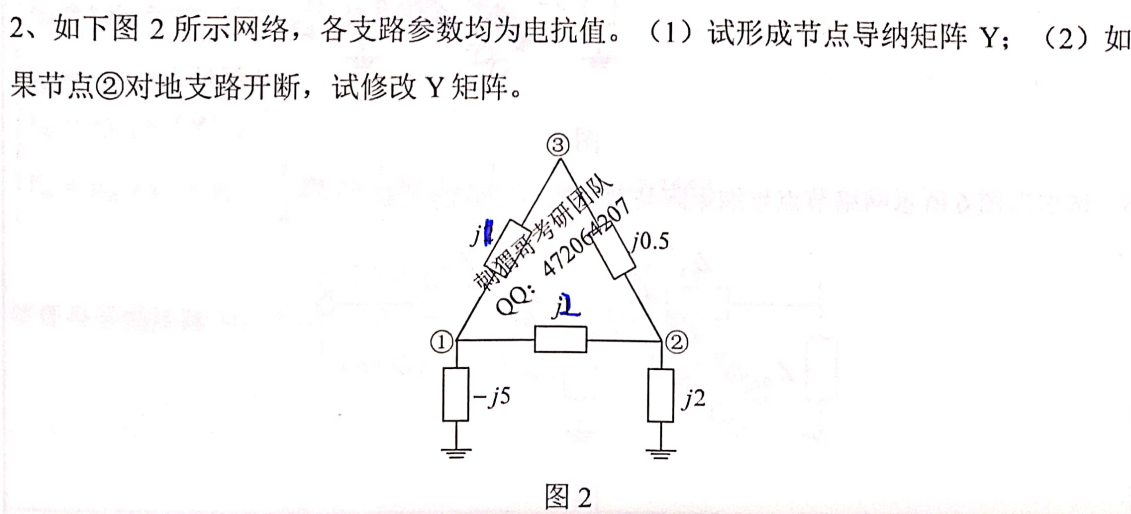 2、如下图 2 所示网络，各支路参数均为电抗值。（1）试形成节点导纳矩阵 Y；（2）如
果节点②对地支路开断，试修改 Y 矩阵。
③
刺猬哥考研团队
QQ：472064207
j1
j0.5
①
②
-j5
j2
图 2